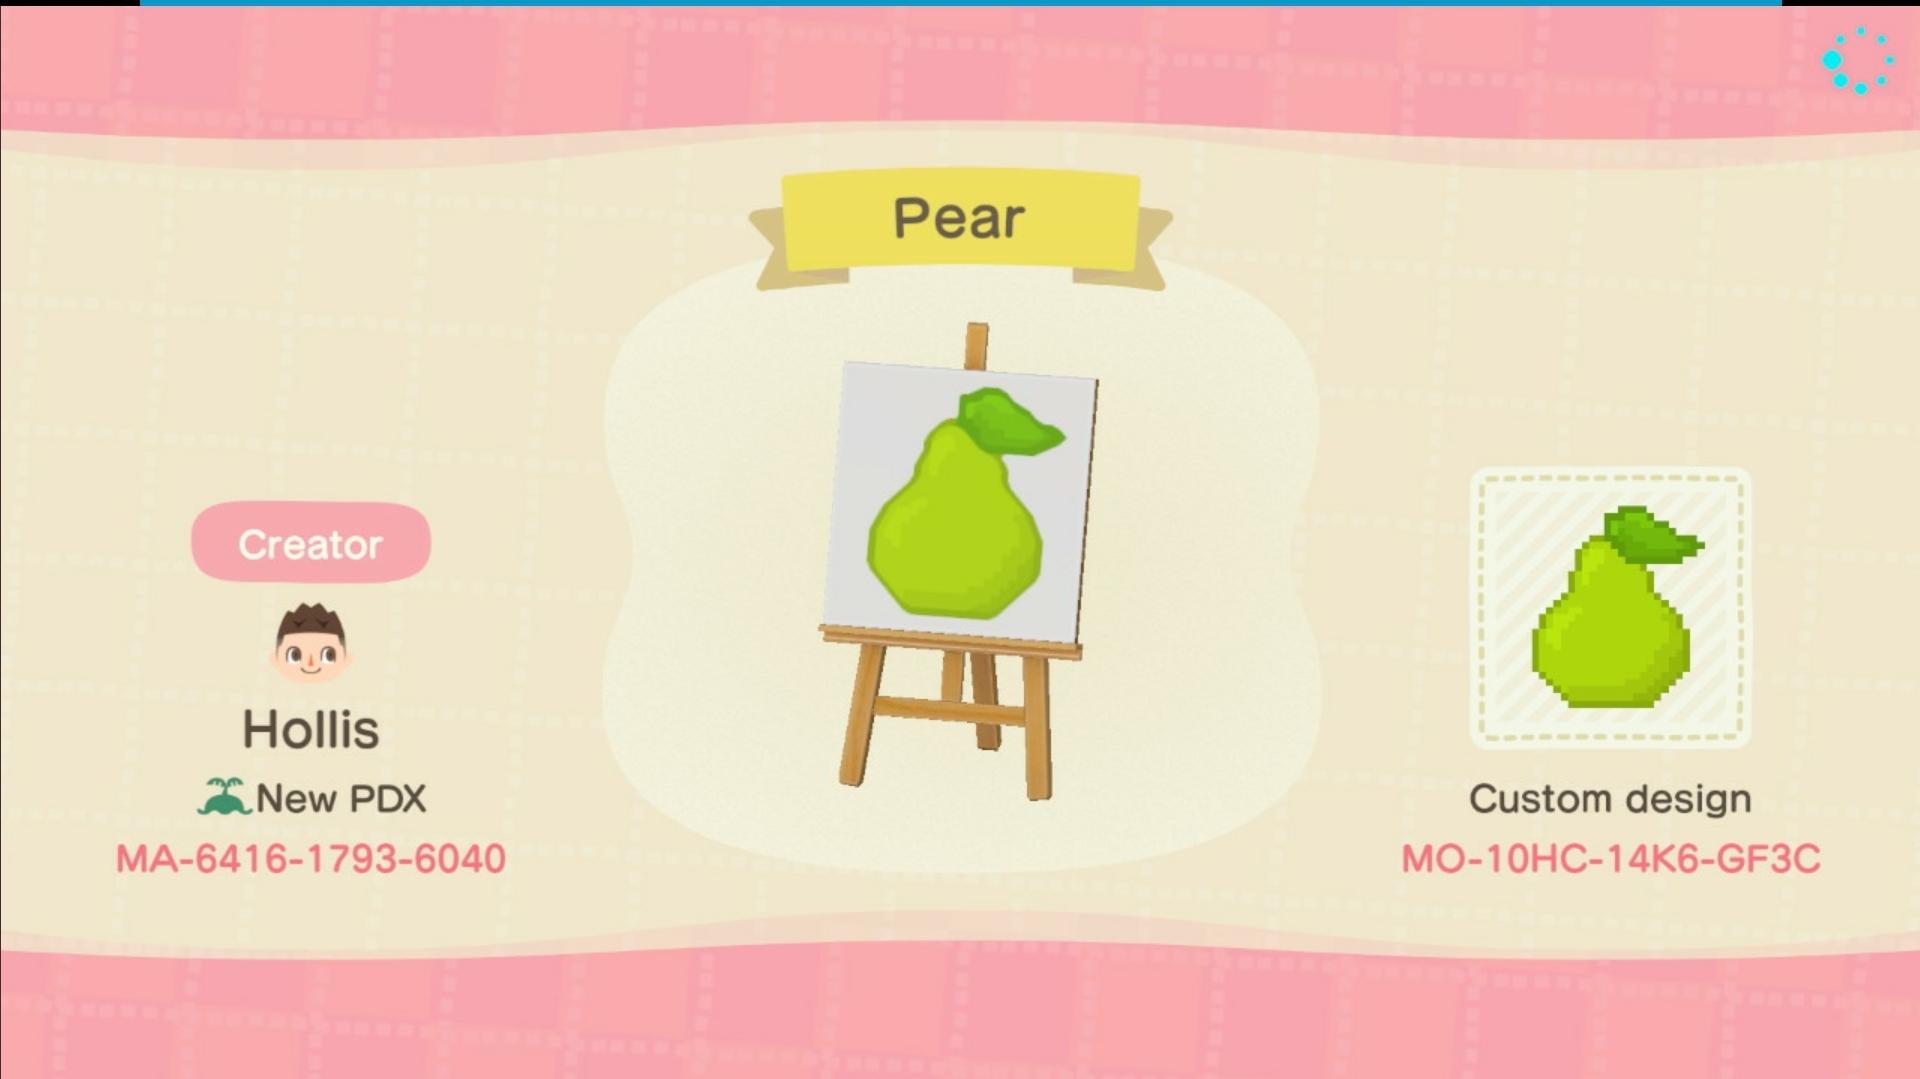 Pear
Creator
Hollis
New PDX
MA-6416-1793-6040
Custom design
MO-10HC-14K6-GF3C